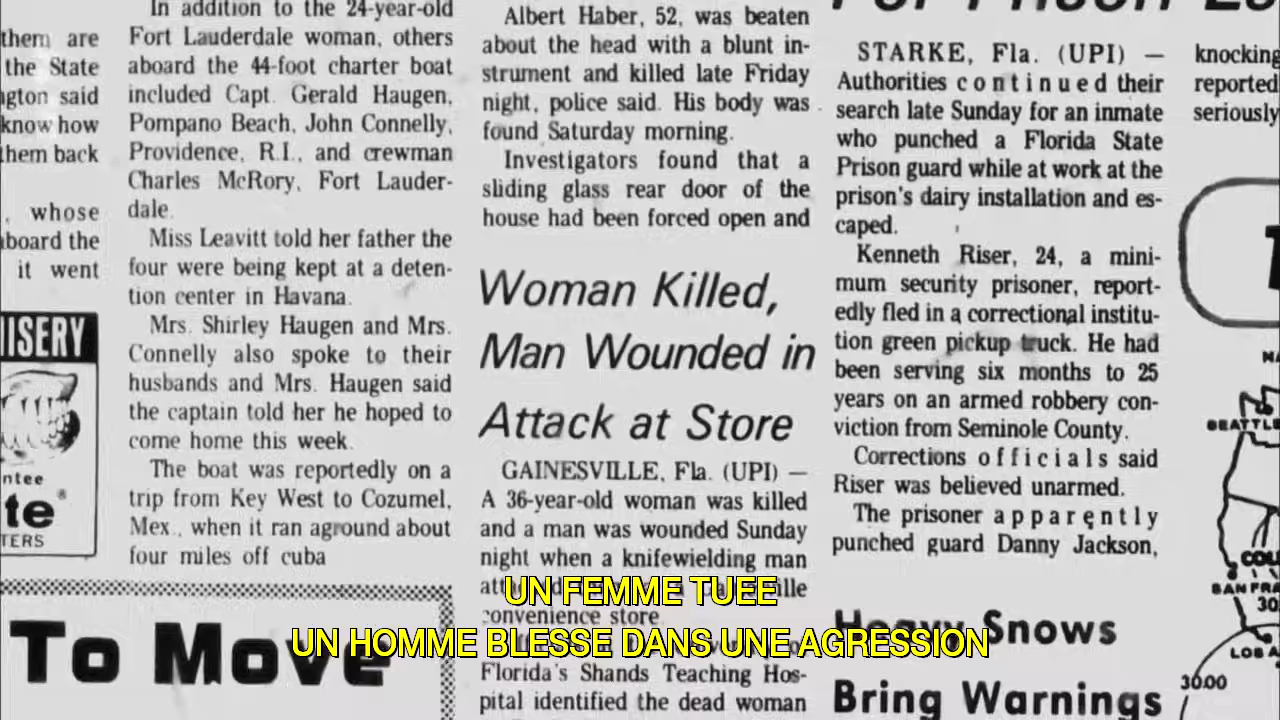 them are
the State
ngton said
know how
them back
, whose
aboard the
it went
MISERY
ntee
te
TERS
In addition to the 24-year-old
Fort Lauderdale woman, others
aboard the 44-foot charter boat
included Capt. Gerald Haugen,
Pompano Beach, John Connelly,
Providence, R.I., and crewman
Charles McRory, Fort Lauder-
dale.
Miss Leavitt told her father the
four were being kept at a deten-
tion center in Havana.
Mrs. Shirley Haugen and Mrs.
Connelly also spoke to their
husbands and Mrs. Haugen said
the captain told her he hoped to
come home this week.
The boat was reportedly on a
trip from Key West to Cozumel,
Mex., when it ran aground about
four miles off cuba
To Move
Albert Haber, 52, was beaten
about the head with a blunt in-
strument and killed late Friday
night, police said. His body was
found Saturday morning.
Investigators found that a
sliding glass rear door of the
house had been forced open and
Woman Killed,
Man Wounded in
Attack at Store
GAINESVILLE, Fla. (UPI) —
A 36-year-old woman was killed
and a man was wounded Sunday
night when a knifewielding man
convenience store.
Florida's Shands Teaching Hos-
pital identified the dead woman
STARKE, Fla. (UPI) —
Authorities continued their
search late Sunday for an inmate
who punched a Florida State
Prison guard while at work at the
prison's dairy installation and es-
caped.
Kenneth Riser, 24, a mini-
mum security prisoner, report-
edly fled in a correctional institu-
tion green pickup truck. He had
been serving six months to 25
years on an armed robbery con-
viction from Seminole County.
Corrections officials said
Riser was believed unarmed.
The prisoner apparently
punched guard Danny Jackson,
Heavy Snows
Bring Warnings
knocking
reported
seriously
SEATTLE
SAN FRA
30
LOS A
30.00
UN FEMME TUEE
UN HOMME BLESSE DANS UNE AGRESSION